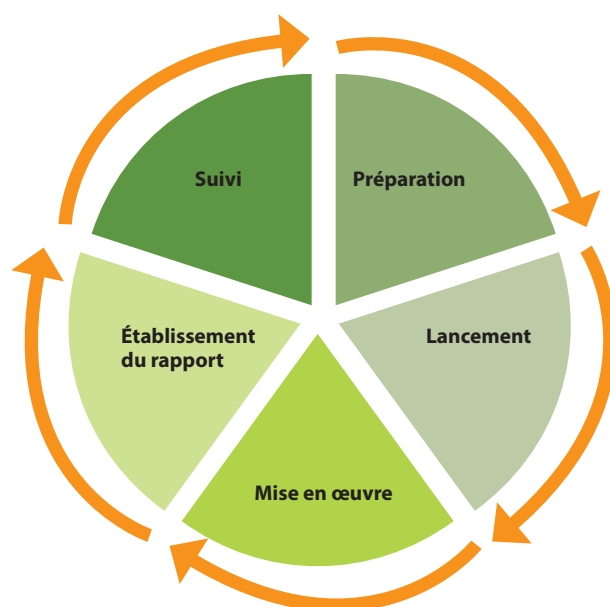 Suivi
Préparation
Établissement
du rapport
Lancement
Mise en œuvre